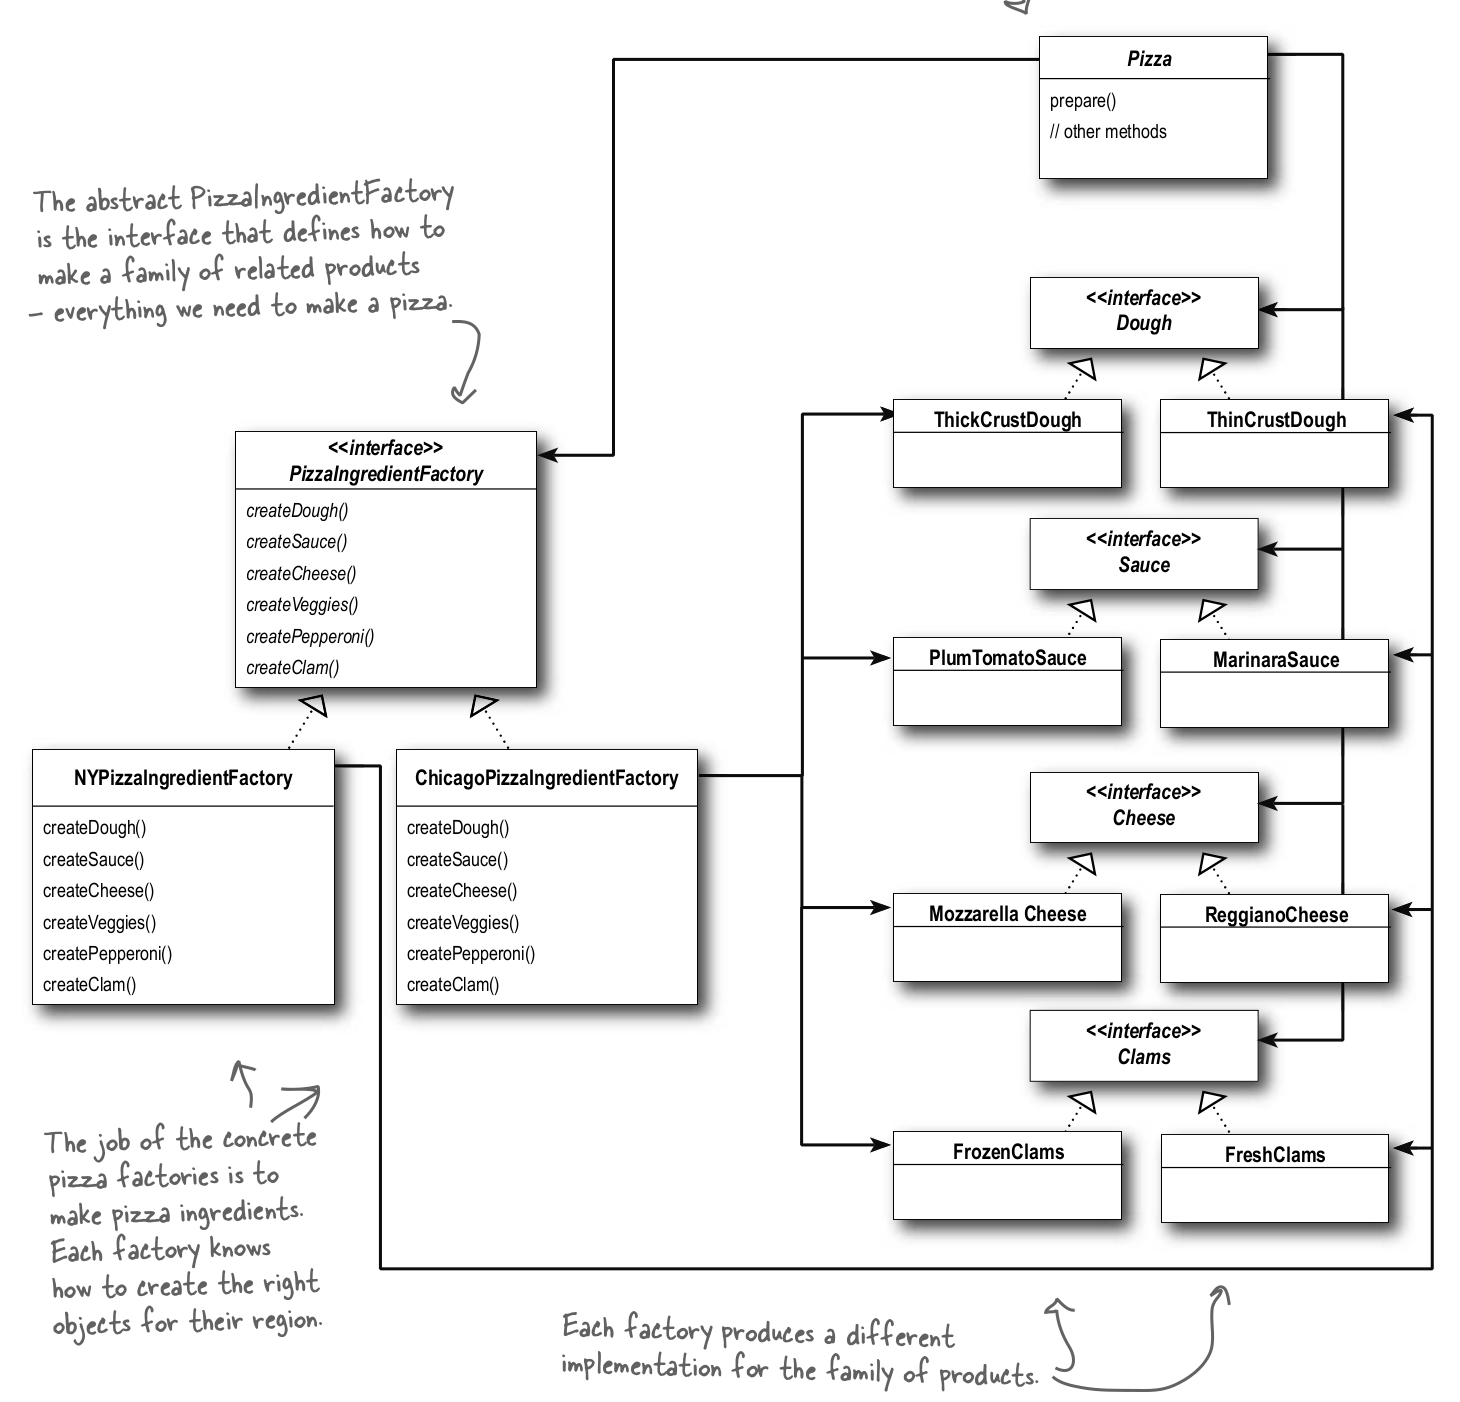 Pizza
prepare()
// other methods
The abstract PizzaIngredientFactory
is the interface that defines how to
make a family of related products
– everything we need to make a pizza.
<<interface>>
Dough
ThickCrustDough
ThinCrustDough
<<interface>>
PizzaIngredientFactory
createDough()
createSauce()
createCheese()
createVeggies()
createPepperoni()
createClam()
<<interface>>
Sauce
PlumTomatoSauce
MarinaraSauce
NYPizzaIngredientFactory
createDough()
createSauce()
createCheese()
createVeggies()
createPepperoni()
createClam()
ChicagoPizzaIngredientFactory
createDough()
createSauce()
createCheese()
createVeggies()
createPepperoni()
createClam()
<<interface>>
Cheese
Mozzarella Cheese
ReggianoCheese
<<interface>>
Clams
FrozenClams
FreshClams
The job of the concrete
pizza factories is to
make pizza ingredients.
Each factory knows
how to create the right
objects for their region.
Each factory produces a different
implementation for the family of products.